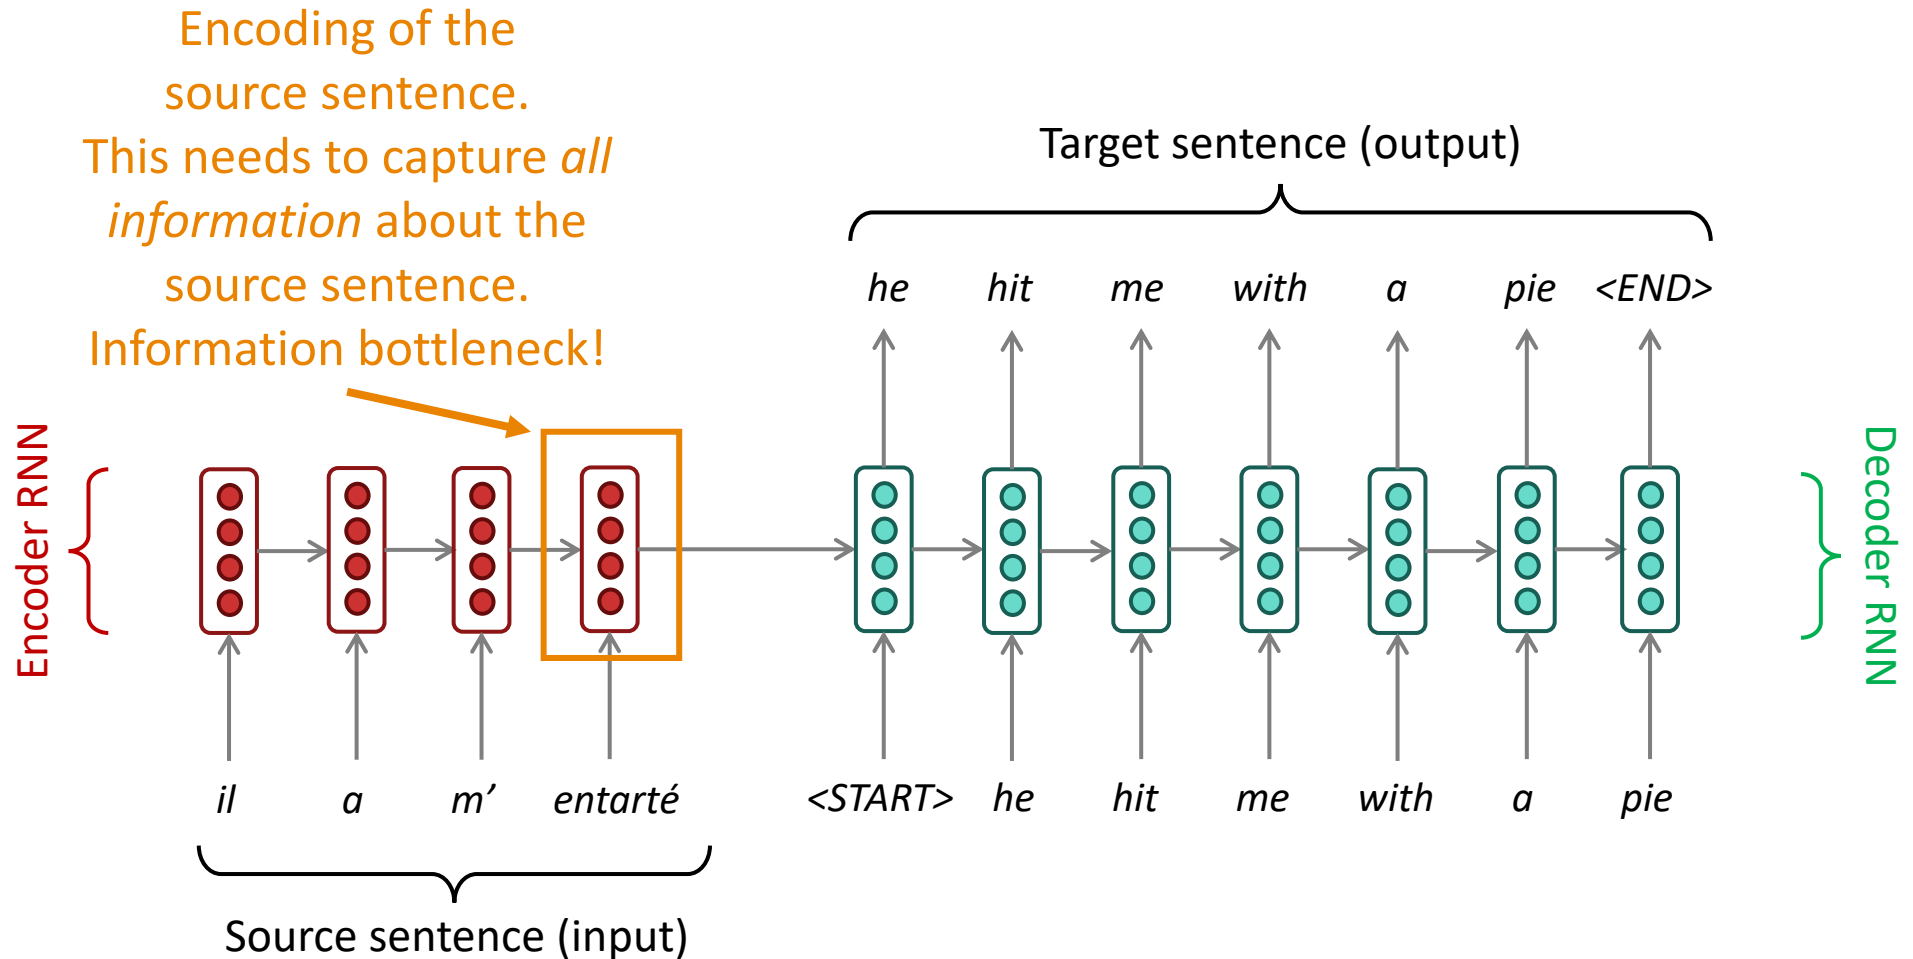 Encoding of the
source sentence.
This needs to capture all
information about the
source sentence.
Information bottleneck!
Target sentence (output)
he hit me with a pie <END>
Encoder RNN
Decoder RNN
il a m’ entarté <START> he hit me with a pie
Source sentence (input)